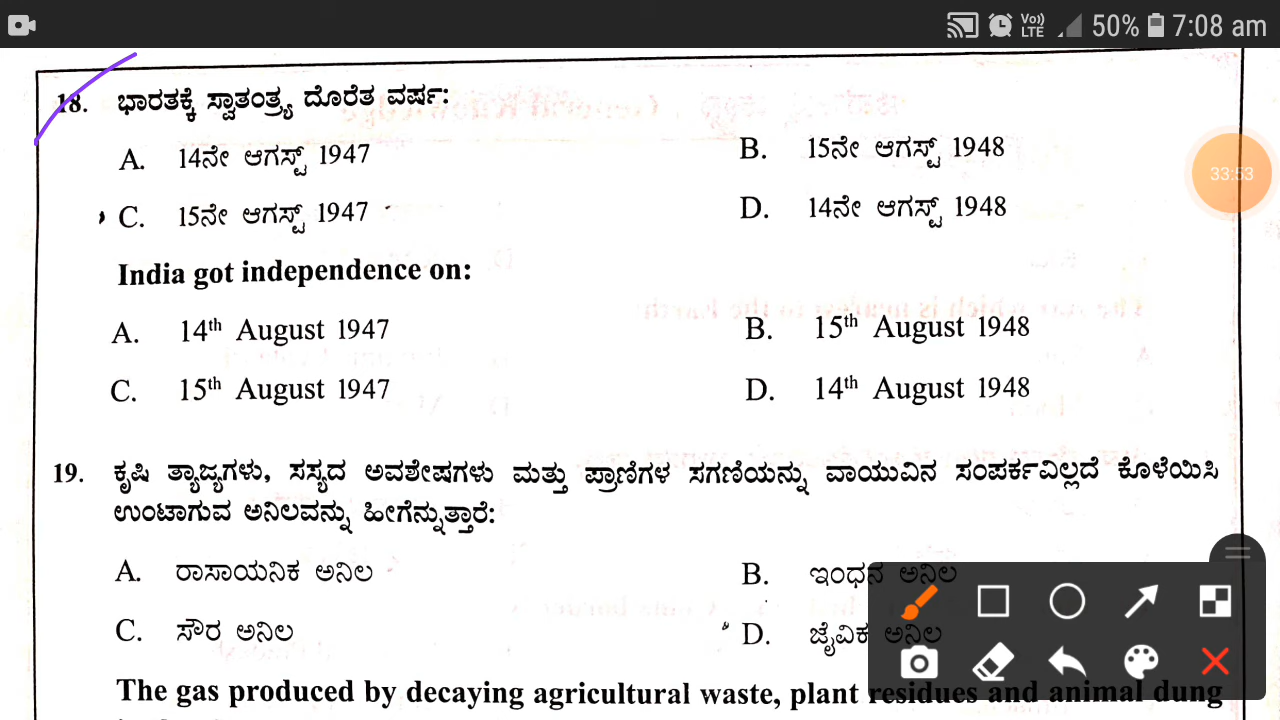 Vo)) LTE 50% 7:08 am
18. ಭಾರತಕ್ಕೆ ಸ್ವಾತಂತ್ರ್ಯ ದೊರೆತ ವರ್ಷ:
A. 14ನೇ ಆಗಸ್ಟ್ 1947 B. 15ನೇ ಆಗಸ್ಟ್ 1948
33:53
C. 15ನೇ ಆಗಸ್ಟ್ 1947 D. 14ನೇ ಆಗಸ್ಟ್ 1948
India got independence on:
A. 14th August 1947 B. 15th August 1948
C. 15th August 1947 D. 14th August 1948
19. ಕೃಷಿ ತ್ಯಾಜ್ಯಗಳು, ಸಸ್ಯದ ಅವಶೇಷಗಳು ಮತ್ತು ಪ್ರಾಣಿಗಳ ಸಗಣಿಯನ್ನು ವಾಯುವಿನ ಸಂಪರ್ಕವಿಲ್ಲದೆ ಕೊಳೆಯಿಸಿ
ಉಂಟಾಗುವ ಅನಿಲವನ್ನು ಹೀಗೆನ್ನುತ್ತಾರೆ:
A. ರಾಸಾಯನಿಕ ಅನಿಲ B. ಇಂಧನ ಅನಿಲ
C. ಸೌರ ಅನಿಲ D. ಜೈವಿಕ ಅನಿಲ
The gas produced by decaying agricultural waste, plant residues and animal dung